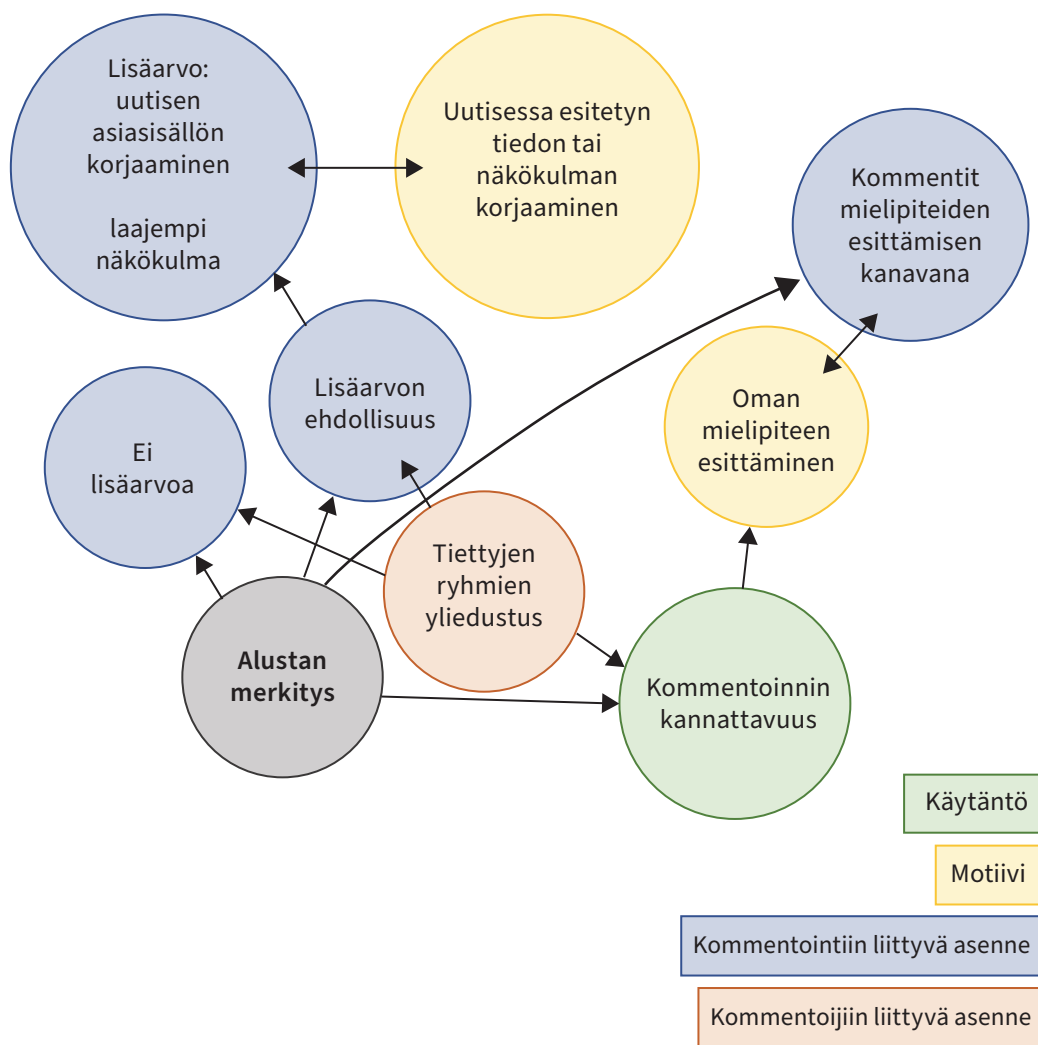 Lisäarvo:
uutisen
asiasisällön
korjaaminen
laajempi
näkökulma
Uutisessa esitetyn
tiedon tai
näkökulman
korjaaminen
Kommentit
mielipiteiden
esittämisen
kanavana
Lisäarvon
ehdollisuus
Oman
mielipiteen
esittäminen
Ei
lisäarvoa
Tiettyjen
ryhmien
yliedustus
Alustan
merkitys
Kommentoinnin
kannattavuus
Käytäntö
Motiivi
Kommentointiin liittyvä asenne
Kommentoijiin liittyvä asenne